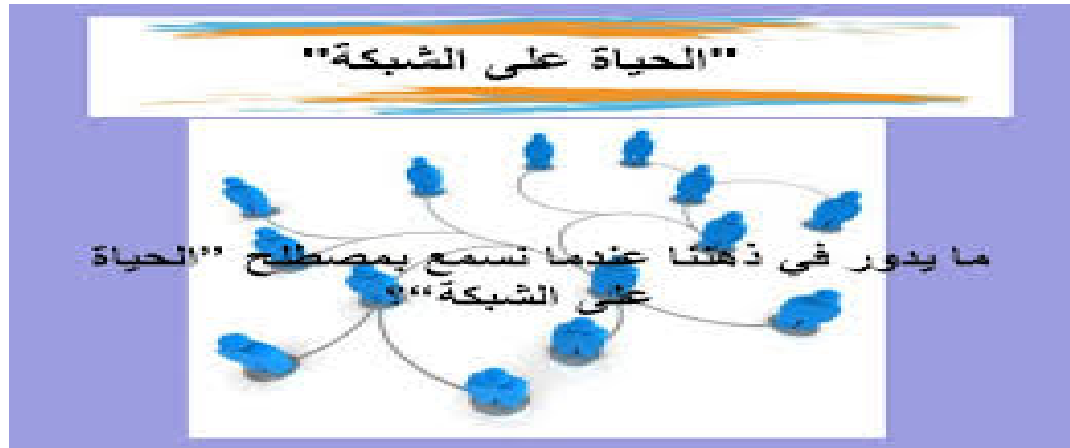 "الحياة على الشبكة"
ما يدور في ذهننا عندما نسمع بمصطلح "الحياة
على الشبكة"؟